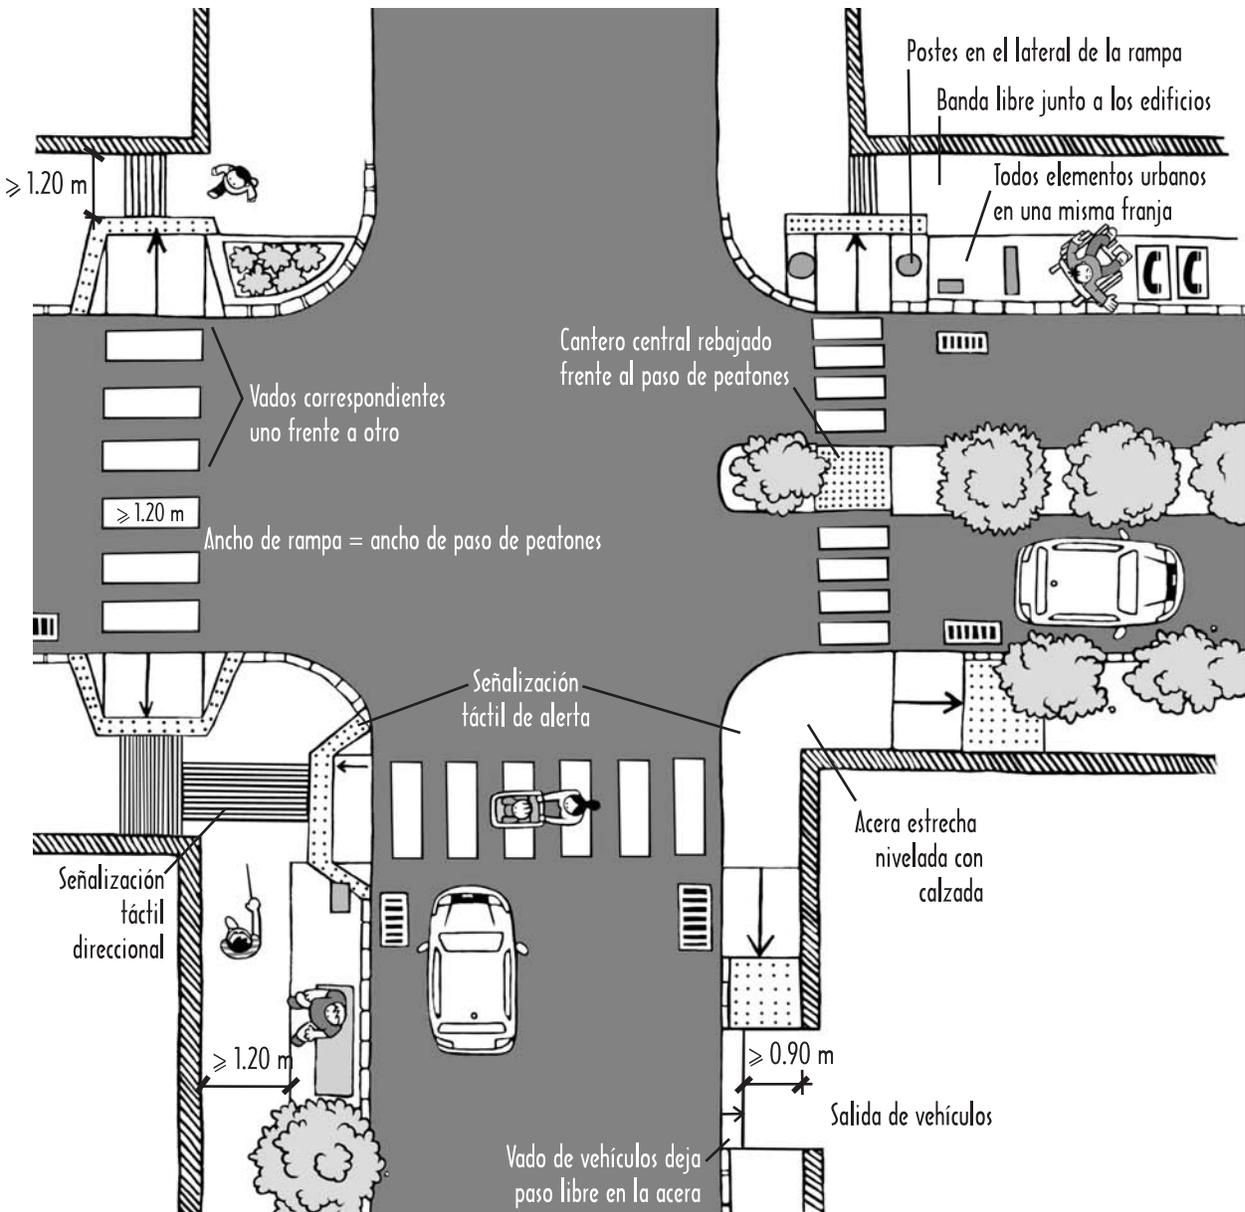 Postes en el lateral de la rampa
Banda libre junto a los edificios
⩾ 1.20 m
Todos elementos urbanos
en una misma franja
Cantero central rebajado
frente al paso de peatones
Vados correspondientes
uno frente a otro
⩾ 1.20 m
Ancho de rampa = ancho de paso de peatones
Señalización
táctil de alerta
Acera estrecha
nivelada con
calzada
Señalización
táctil
direccional
⩾ 1.20 m
⩾ 0.90 m
Salida de vehículos
Vado de vehículos deja
paso libre en la acera